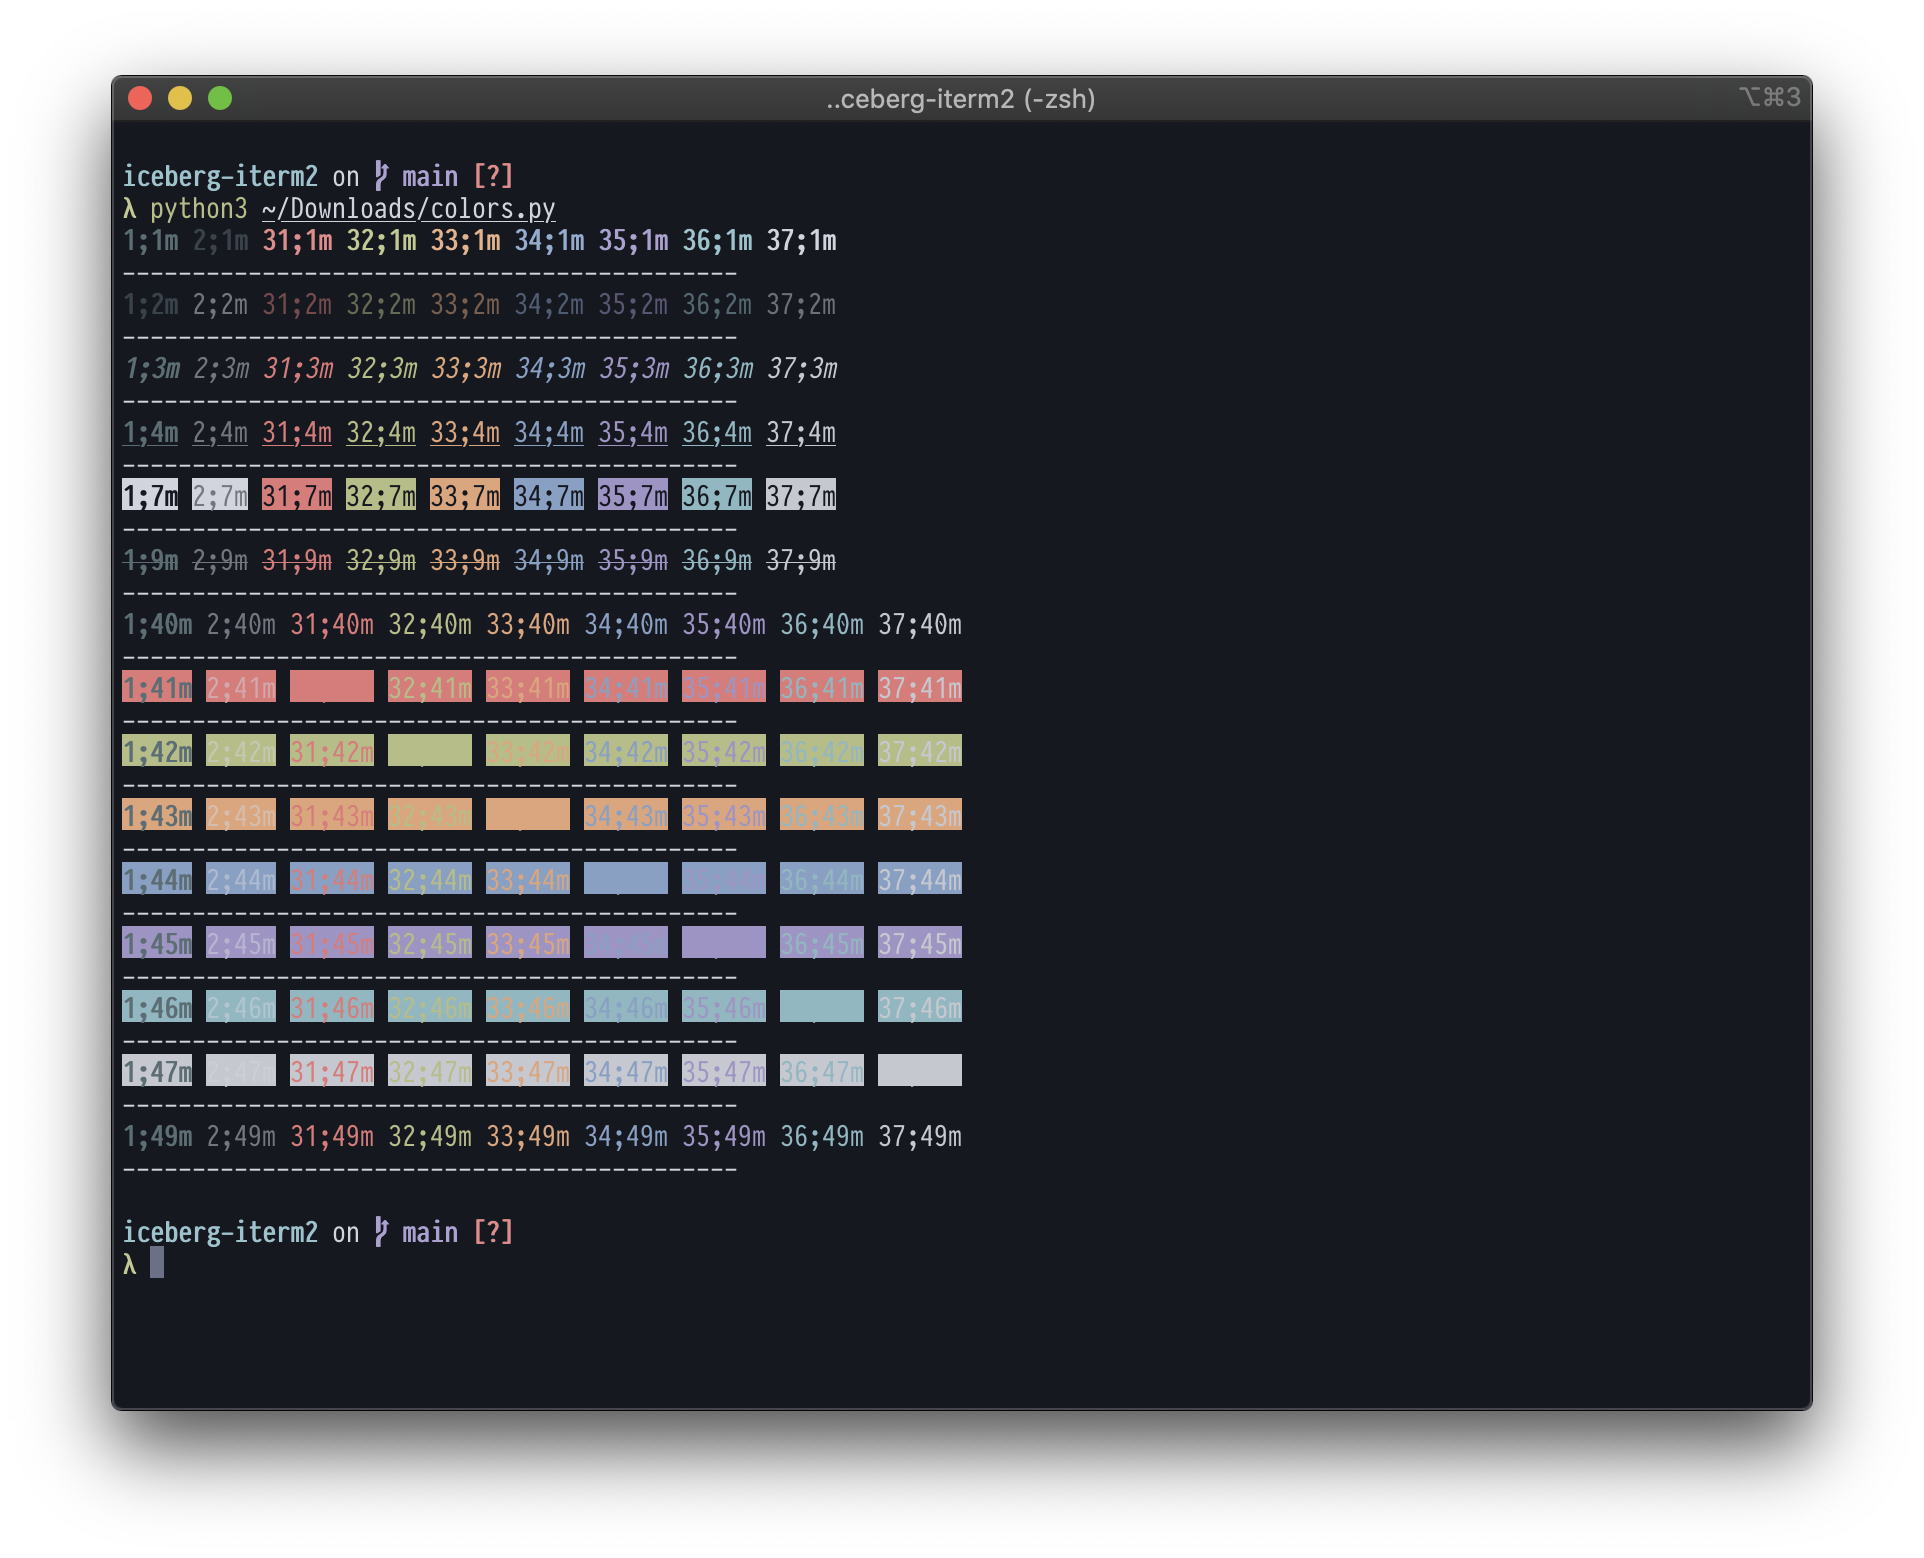 ..ceberg-iterm2 (-zsh) ⌥⌘3
iceberg-iterm2 on main [?]
λ python3 ~/Downloads/colors.py
1;1m 2;1m 31;1m 32;1m 33;1m 34;1m 35;1m 36;1m 37;1m
--------------------------------------------
1;2m 2;2m 31;2m 32;2m 33;2m 34;2m 35;2m 36;2m 37;2m
--------------------------------------------
1;3m 2;3m 31;3m 32;3m 33;3m 34;3m 35;3m 36;3m 37;3m
--------------------------------------------
1;4m 2;4m 31;4m 32;4m 33;4m 34;4m 35;4m 36;4m 37;4m
--------------------------------------------
1;7m 2;7m 31;7m 32;7m 33;7m 34;7m 35;7m 36;7m 37;7m
--------------------------------------------
1;9m 2;9m 31;9m 32;9m 33;9m 34;9m 35;9m 36;9m 37;9m
--------------------------------------------
1;40m 2;40m 31;40m 32;40m 33;40m 34;40m 35;40m 36;40m 37;40m
--------------------------------------------
1;41m 2;41m 32;41m 33;41m 34;41m 35;41m 36;41m 37;41m
--------------------------------------------
1;42m 2;42m 31;42m 33;42m 34;42m 35;42m 36;42m 37;42m
--------------------------------------------
1;43m 2;43m 31;43m 32;43m 34;43m 35;43m 36;43m 37;43m
--------------------------------------------
1;44m 2;44m 31;44m 32;44m 33;44m 35;44m 36;44m 37;44m
--------------------------------------------
1;45m 2;45m 31;45m 32;45m 33;45m 36;45m 37;45m
--------------------------------------------
1;46m 2;46m 31;46m 32;46m 33;46m 34;46m 35;46m 37;46m
--------------------------------------------
1;47m 2;47m 31;47m 32;47m 33;47m 34;47m 35;47m 36;47m
--------------------------------------------
1;49m 2;49m 31;49m 32;49m 33;49m 34;49m 35;49m 36;49m 37;49m
--------------------------------------------
iceberg-iterm2 on main [?]
λ